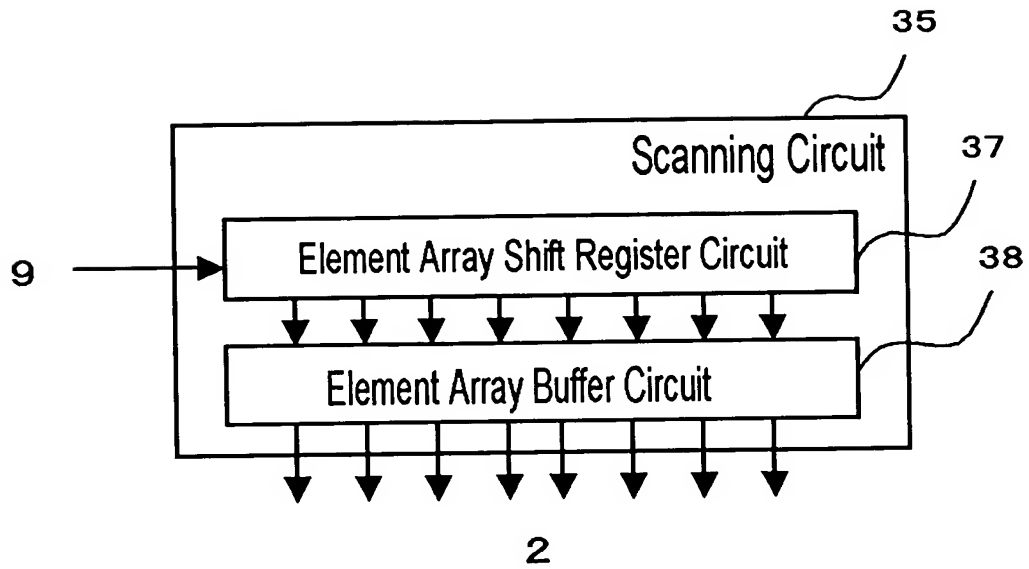 35
Scanning Circuit
37
Element Array Shift Register Circuit
9
38
Element Array Buffer Circuit
2